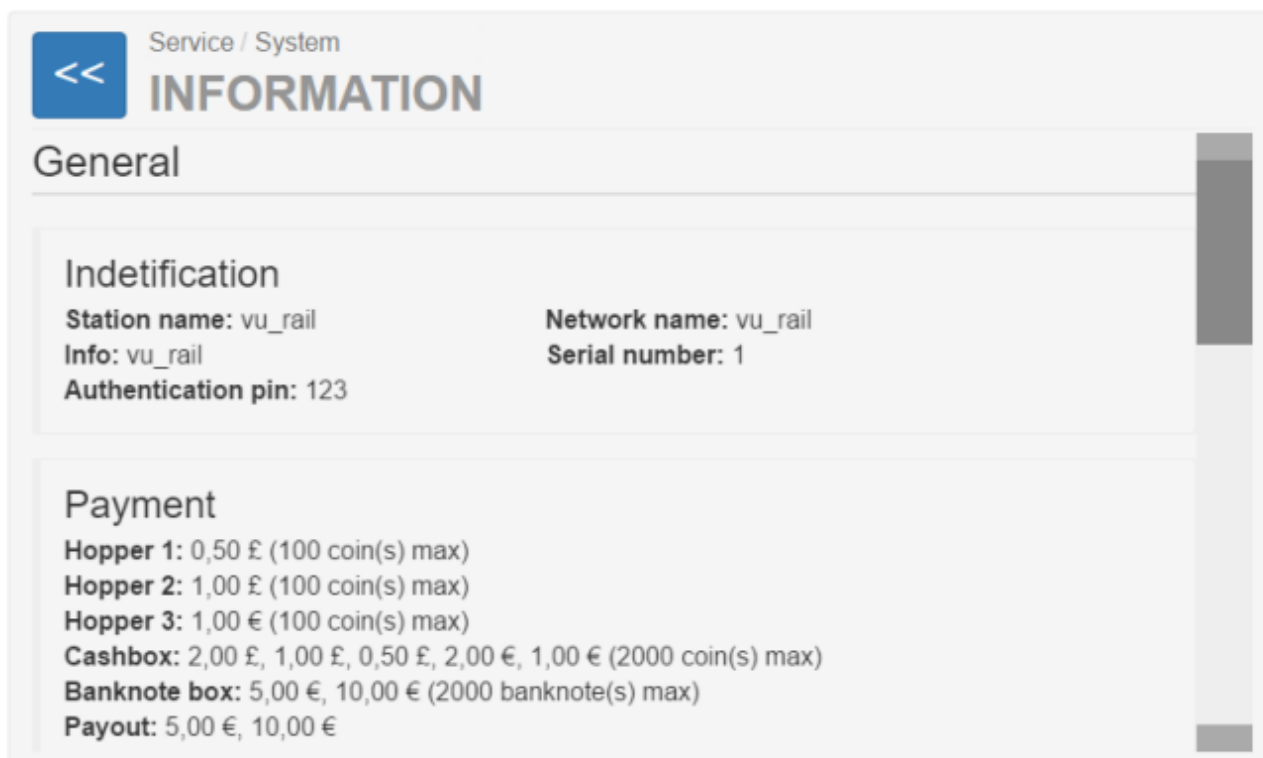 <<
Service / System
INFORMATION
General
Indetification
Station name: vu_rail
Network name: vu_rail
Info: vu_rail
Serial number: 1
Authentication pin: 123
Payment
Hopper 1: 0,50 £ (100 coin(s) max)
Hopper 2: 1,00 £ (100 coin(s) max)
Hopper 3: 1,00 € (100 coin(s) max)
Cashbox: 2,00 £, 1,00 £, 0,50 £, 2,00 €, 1,00 € (2000 coin(s) max)
Banknote box: 5,00 €, 10,00 € (2000 banknote(s) max)
Payout: 5,00 €, 10,00 €